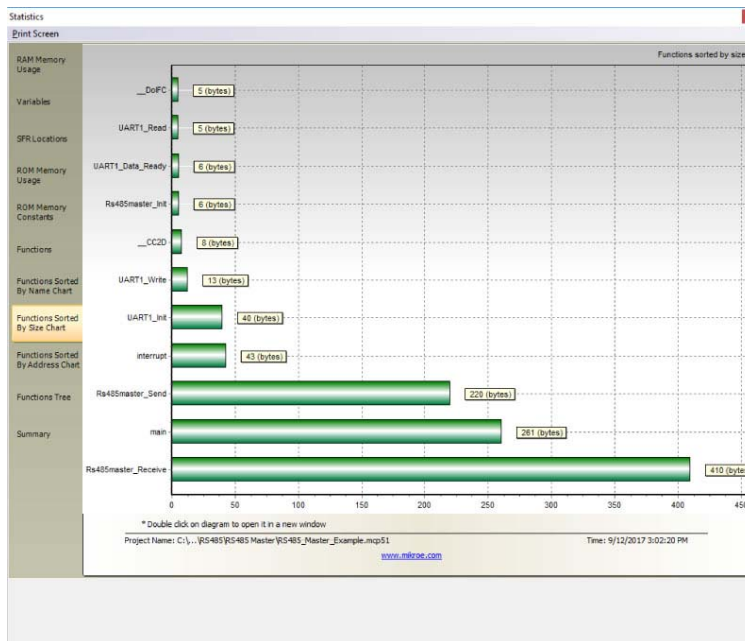 Statistics
Print Screen
RAM Memory
Usage
Variables
SFR Locations
ROM Memory
Usage
ROM Memory
Constants
Functions
Functions Sorted
By Name Chart
Functions Sorted
By Size Chart
Functions Sorted
By Address Chart
Functions Tree
Summary
Functions sorted by size
__DoIFC 5 (bytes)
UART1_Read 5 (bytes)
UART1_Data_Ready 6 (bytes)
Rs485master_Init 6 (bytes)
__CC2D 8 (bytes)
UART1_Write 13 (bytes)
UART1_Init 40 (bytes)
interrupt 43 (bytes)
Rs485master_Send 220 (bytes)
main 261 (bytes)
Rs485master_Receive 410 (bytes
0 50 100 150 200 250 300 350 400 450
* Double click on diagram to open it in a new window
Project Name: C:\,..\RS485\RS485 Master\RS485_Master_Example.mcp51 Time: 9/12/2017 3:02:20 PM
www.mikroe.com